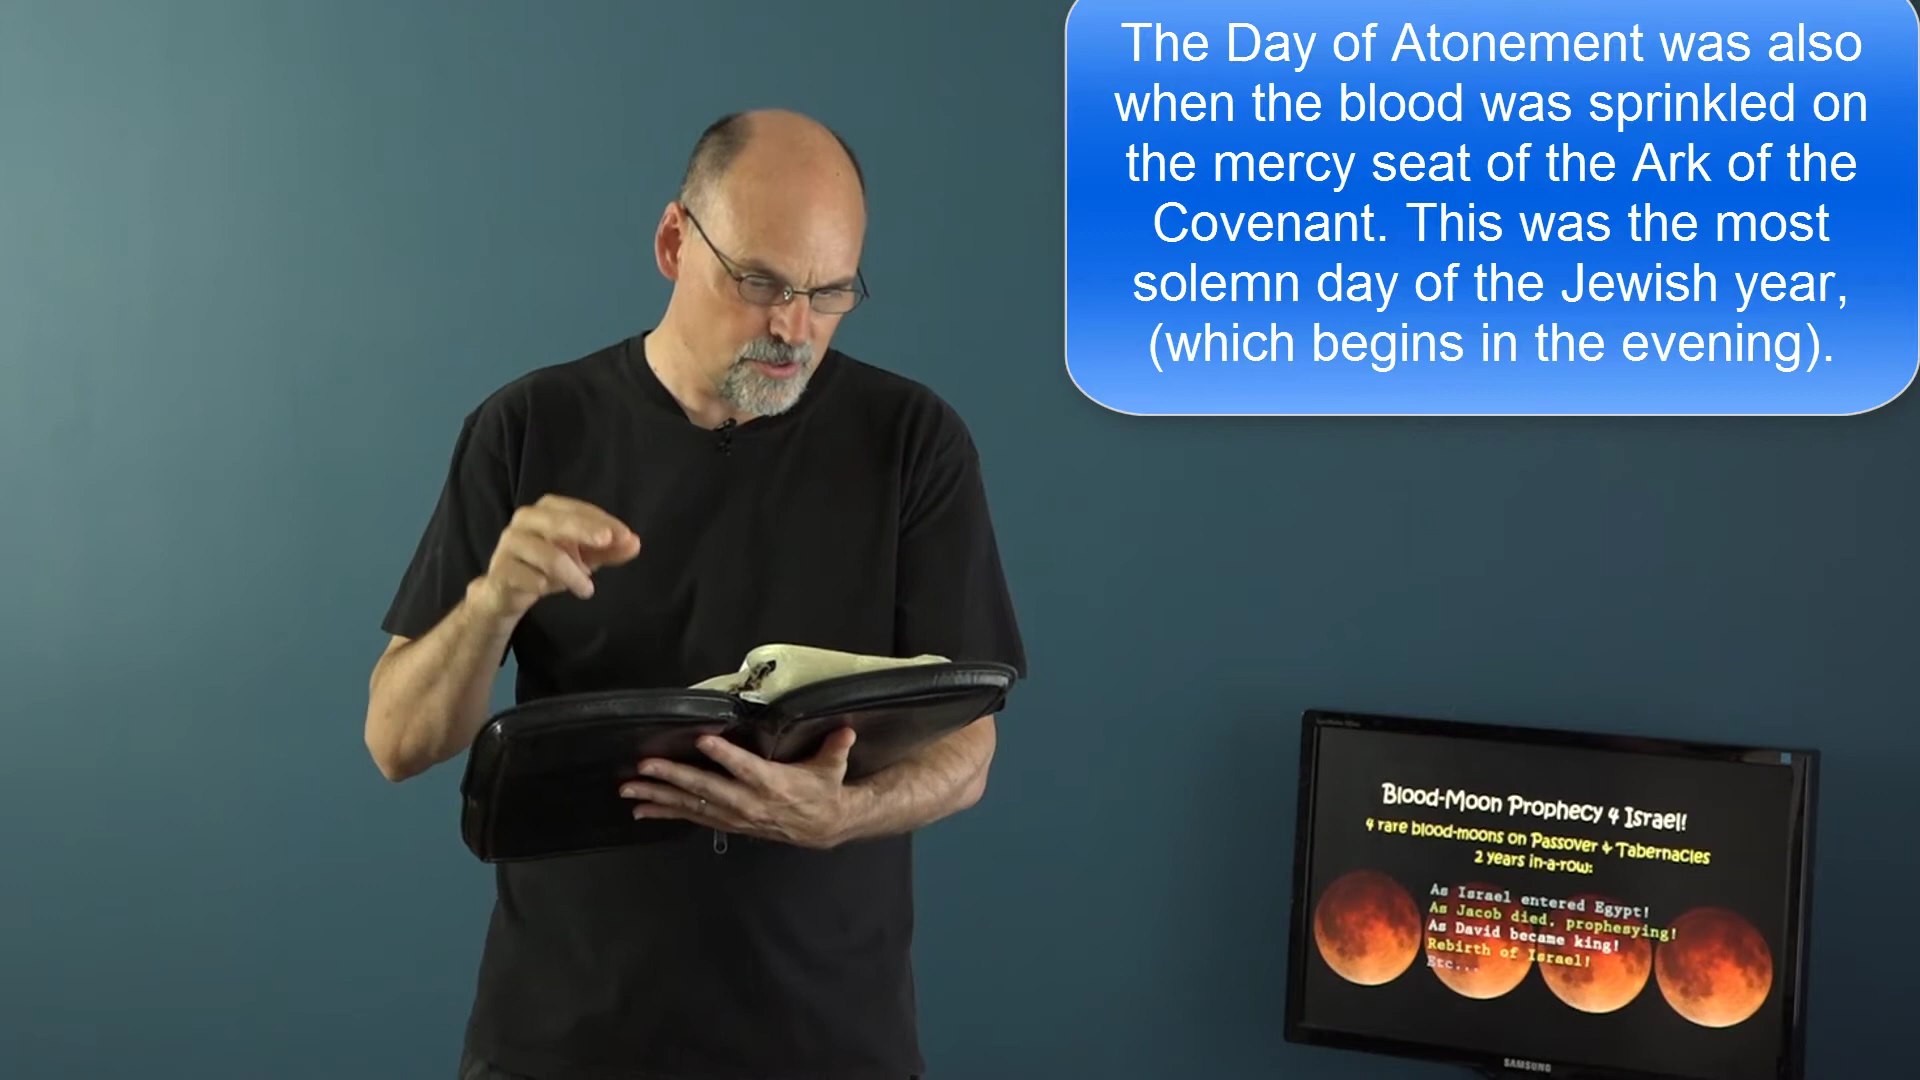 The Day of Atonement was also
when the blood was sprinkled on
the mercy seat of the Ark of the
Covenant. This was the most
solemn day of the Jewish year,
(which begins in the evening).
Blood-Moon Prophecy 4 Israel!
4 rare blood-moons on Passover & Tabernacles
2 years in-a-row:
As Israel entered Egypt!
As Jacob died, prophesying!
As David became king!
Rebirth of Israel!
Etc...
SAMSUNG